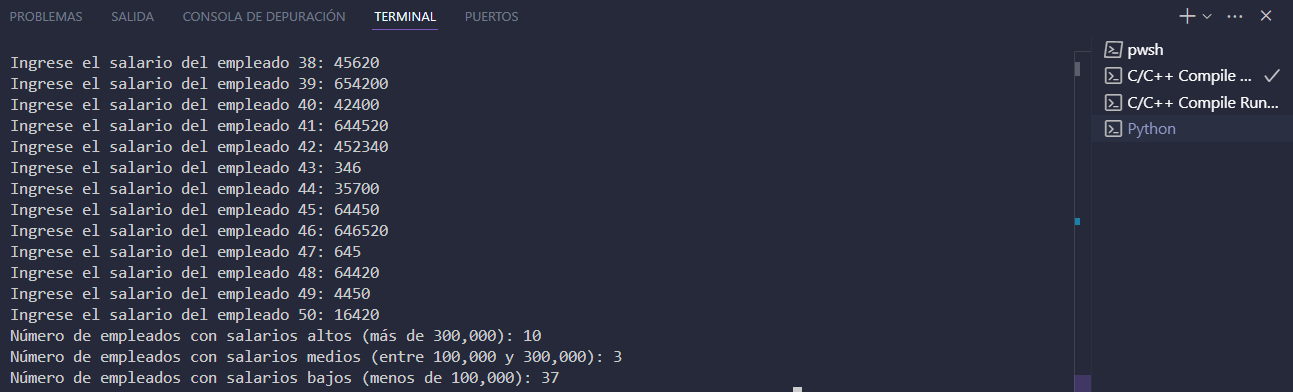 PROBLEMAS SALIDA CONSOLA DE DEPURACIÓN TERMINAL PUERTOS
Ingrese el salario del empleado 38: 45620
Ingrese el salario del empleado 39: 654200
Ingrese el salario del empleado 40: 42400
Ingrese el salario del empleado 41: 644520
Ingrese el salario del empleado 42: 452340
Ingrese el salario del empleado 43: 346
Ingrese el salario del empleado 44: 35700
Ingrese el salario del empleado 45: 64450
Ingrese el salario del empleado 46: 646520
Ingrese el salario del empleado 47: 645
Ingrese el salario del empleado 48: 64420
Ingrese el salario del empleado 49: 4450
Ingrese el salario del empleado 50: 16420
Número de empleados con salarios altos (más de 300,000): 10
Número de empleados con salarios medios (entre 100,000 y 300,000): 3
Número de empleados con salarios bajos (menos de 100,000): 37
pwsh
C/C++ Compile ...
C/C++ Compile Run...
Python